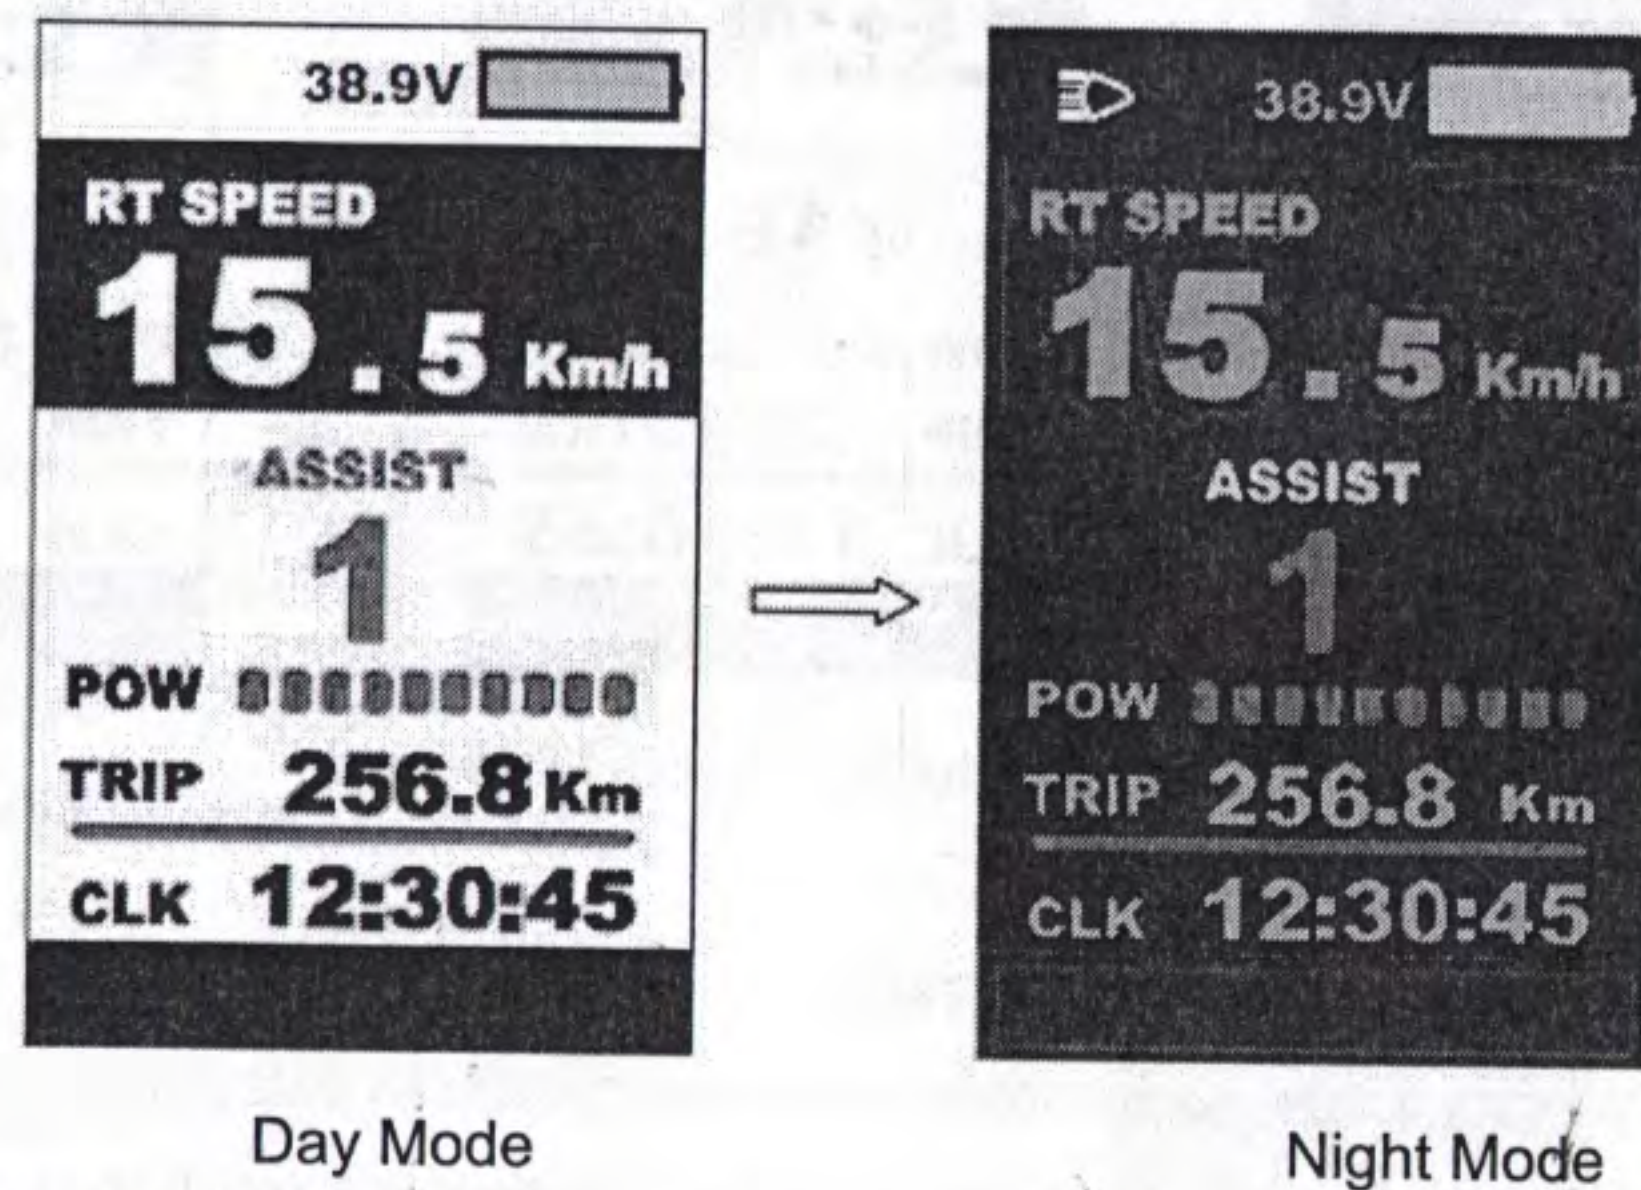 38.9V
RT SPEED
15.5 Km/h
ASSIST
1
POW
TRIP 256.8 Km
CLK 12:30:45
Day Mode
38.9V
RT SPEED
15.5 Km/h
ASSIST
1
POW
TRIP 256.8 Km
CLK 12:30:45
Night Mode